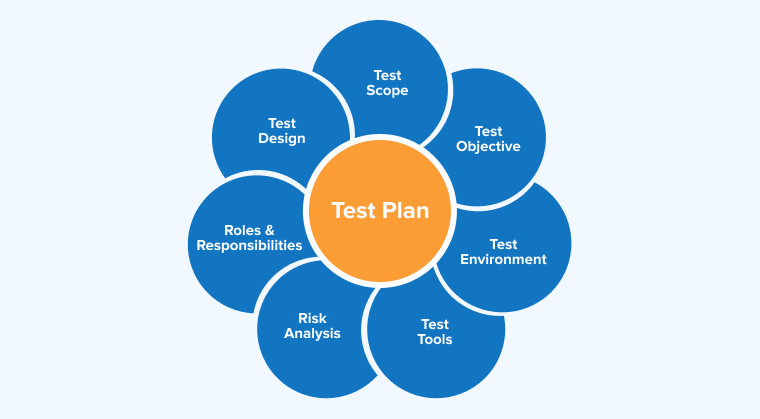 Test
Scope
Test
Objective
Test
Environment
Test
Tools
Risk
Analysis
Roles &
Responsibilities
Test
Design
Test Plan